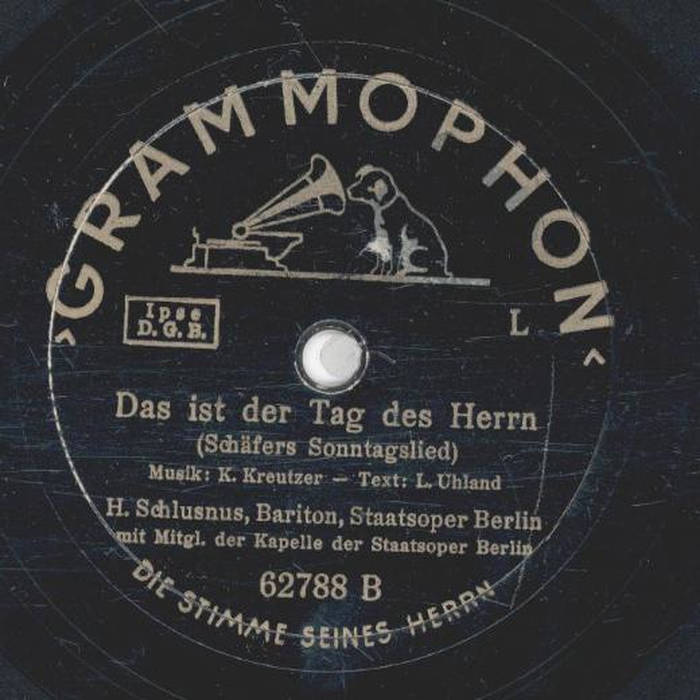 ›GRAMMOPHON‹
Ipse
D. G. B.
L
Das ist der Tag des Herrn
(Schäfers Sonntagslied)
Musik: K. Kreutzer — Text: L. Uhland
H. Schlusnus, Bariton, Staatsoper Berlin
mit Mitgl. der Kapelle der Staatsoper Berlin
62788 B
DIE STIMME SEINES HERRN